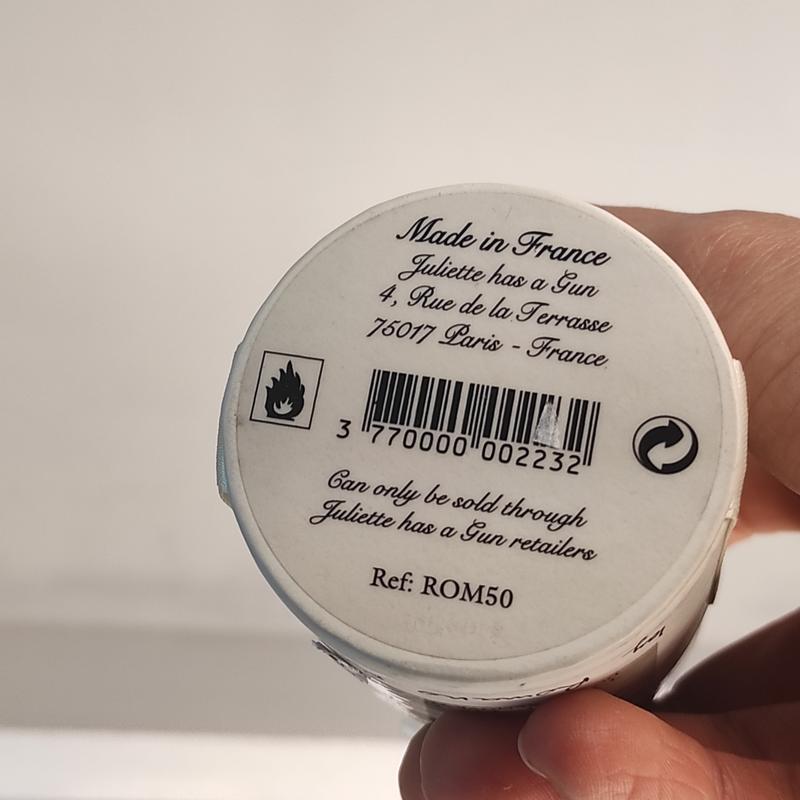 Made in France
Juliette has a Gun
4, Rue de la Terrasse
75017 Paris - France
3 770000 002232
Can only be sold through
Juliette has a Gun retailers
Ref: ROM50